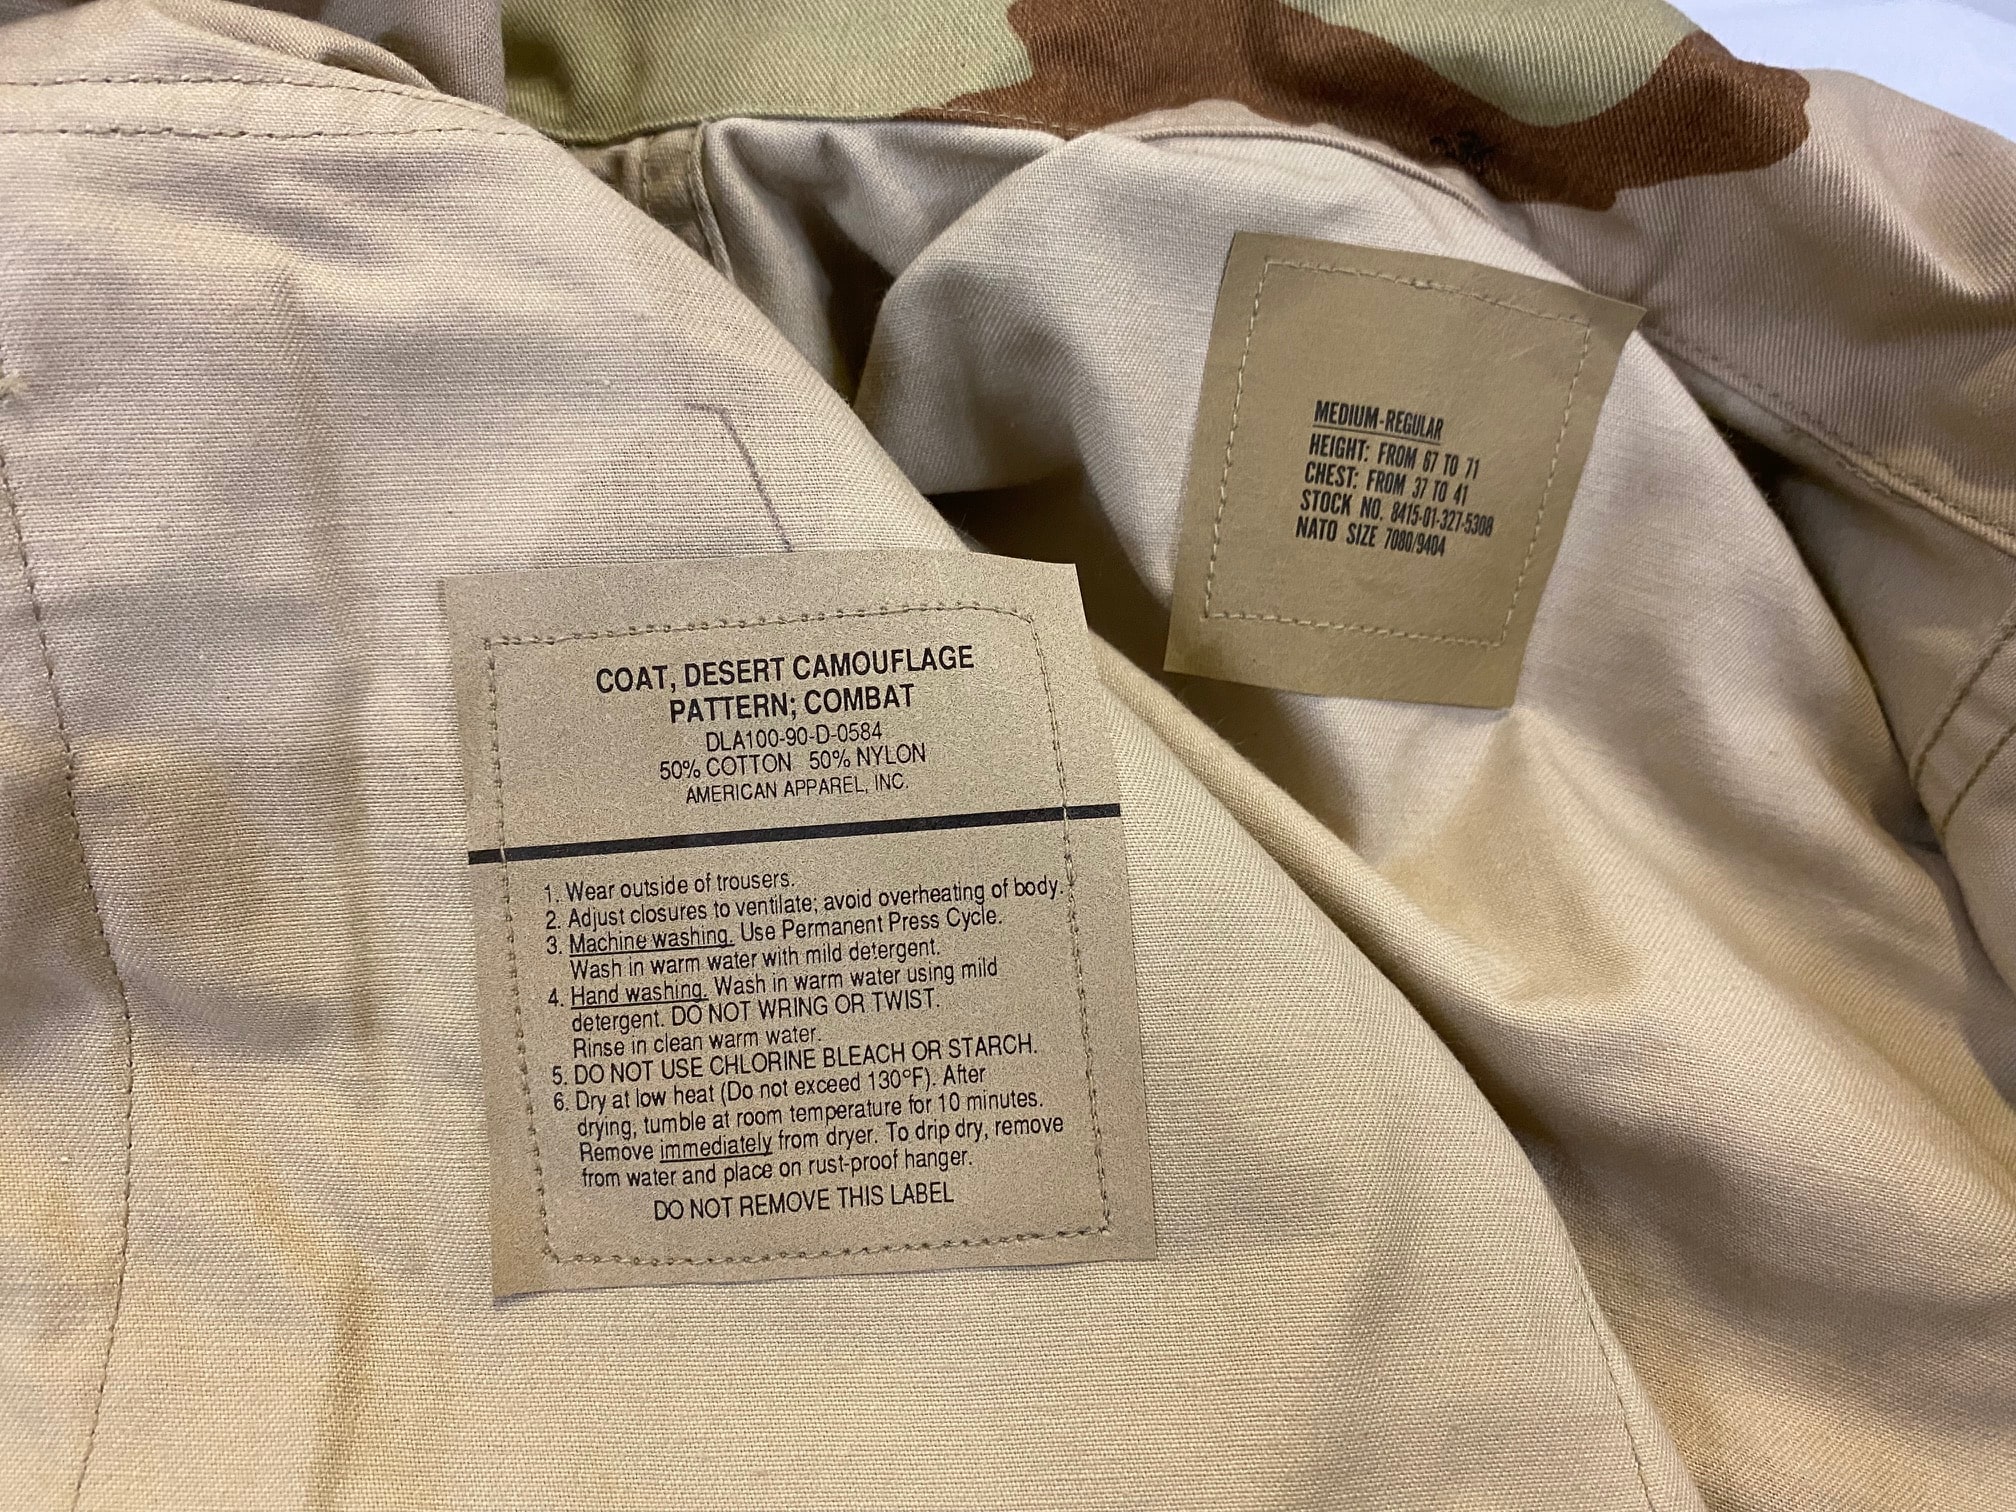 MEDIUM-REGULAR
HEIGHT: FROM 67 TO 71
CHEST: FROM 37 TO 41
STOCK NO. 8415-01-327-5308
NATO SIZE 7080/9404
COAT, DESERT CAMOUFLAGE
PATTERN; COMBAT
DLA100-90-D-0584
50% COTTON 50% NYLON
AMERICAN APPAREL, INC.
1. Wear outside of trousers.
2. Adjust closures to ventilate; avoid overheating of body.
3. Machine washing. Use Permanent Press Cycle.
Wash in warm water with mild detergent.
4. Hand washing. Wash in warm water using mild
detergent. DO NOT WRING OR TWIST.
Rinse in clean warm water.
5. DO NOT USE CHLORINE BLEACH OR STARCH.
6. Dry at low heat (Do not exceed 130°F). After
drying, tumble at room temperature for 10 minutes.
Remove immediately from dryer. To drip dry, remove
from water and place on rust-proof hanger.
DO NOT REMOVE THIS LABEL